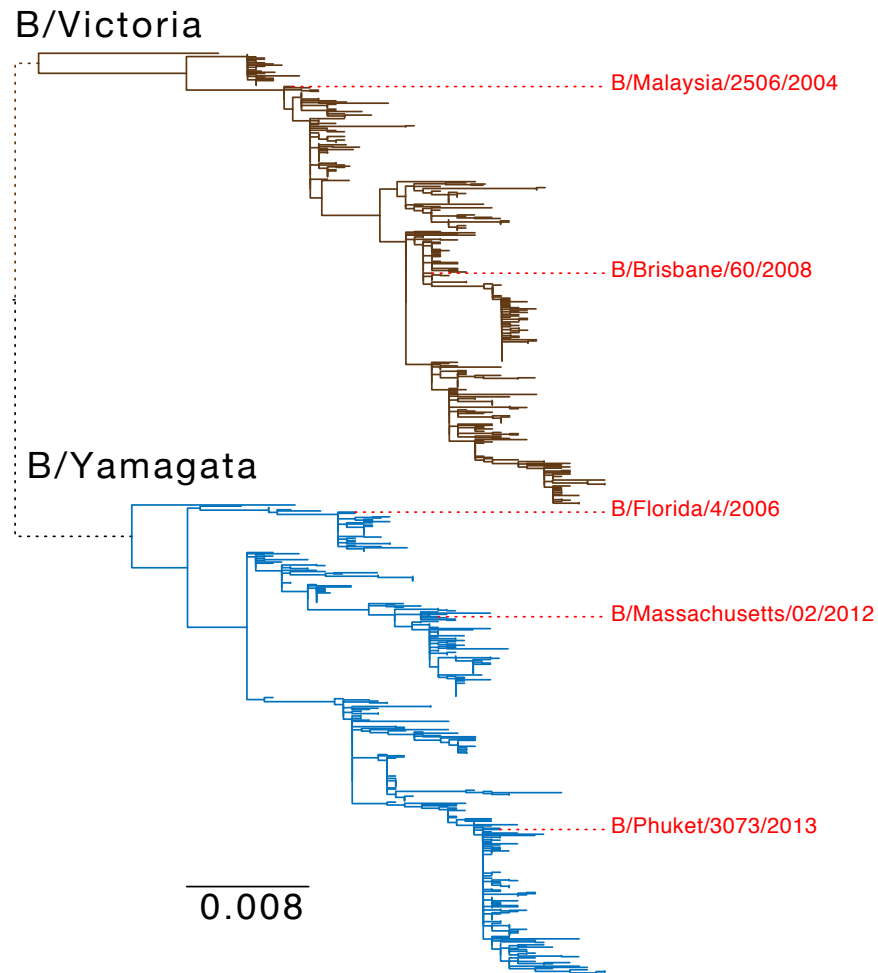 B/Victoria
B/Malaysia/2506/2004
B/Brisbane/60/2008
B/Yamagata
B/Florida/4/2006
B/Massachusetts/02/2012
B/Phuket/3073/2013
0.008